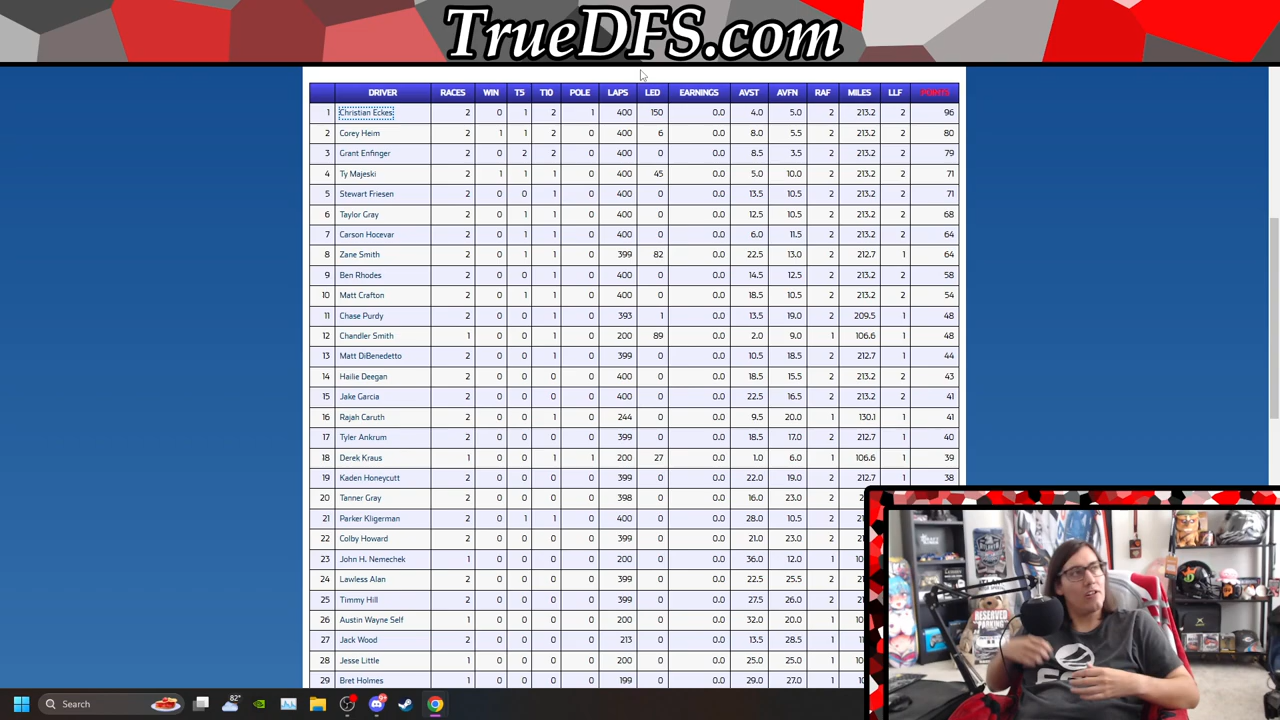 TrueDFS.com
DRIVER RACES WIN T5 T10 POLE LAPS LED EARNINGS AVST AVFN RAF MILES LLF POINTS
1 Christian Eckes 2 0 1 2 1 400 150 0.0 4.0 5.0 2 213.2 2 96
2 Corey Heim 2 1 1 2 0 400 6 0.0 8.0 5.5 2 213.2 2 80
3 Grant Enfinger 2 0 2 2 0 400 0 0.0 8.5 3.5 2 213.2 2 79
4 Ty Majeski 2 1 1 1 0 400 45 0.0 5.0 10.0 2 213.2 2 71
5 Stewart Friesen 2 0 0 1 0 400 0 0.0 13.5 10.5 2 213.2 2 71
6 Taylor Gray 2 0 1 1 0 400 0 0.0 12.5 10.5 2 213.2 2 68
7 Carson Hocevar 2 0 1 1 0 400 0 0.0 6.0 11.5 2 213.2 2 64
8 Zane Smith 2 0 1 1 0 399 82 0.0 22.5 13.0 2 212.7 1 64
9 Ben Rhodes 2 0 0 1 0 400 0 0.0 14.5 12.5 2 213.2 2 58
10 Matt Crafton 2 0 1 1 0 400 0 0.0 18.5 10.5 2 213.2 2 54
11 Chase Purdy 2 0 0 1 0 393 1 0.0 13.5 19.0 2 209.5 1 48
12 Chandler Smith 1 0 0 1 0 200 89 0.0 2.0 9.0 1 106.6 1 48
13 Matt DiBenedetto 2 0 0 1 0 399 0 0.0 10.5 18.5 2 212.7 1 44
14 Hailie Deegan 2 0 0 0 0 400 0 0.0 18.5 15.5 2 213.2 2 43
15 Jake Garcia 2 0 0 0 0 400 0 0.0 22.5 16.5 2 213.2 2 41
16 Rajah Caruth 2 0 0 1 0 244 0 0.0 9.5 20.0 1 130.1 1 41
17 Tyler Ankrum 2 0 0 0 0 399 0 0.0 18.5 17.0 2 212.7 1 40
18 Derek Kraus 1 0 0 1 1 200 27 0.0 1.0 6.0 1 106.6 1 39
19 Kaden Honeycutt 2 0 0 0 0 399 0 0.0 22.0 19.0 2 212.7 1 38
20 Tanner Gray 2 0 0 0 0 398 0 0.0 16.0 23.0 2
21 Parker Kligerman 2 0 1 1 0 400 0 0.0 28.0 10.5 2
22 Colby Howard 2 0 0 0 0 399 0 0.0 21.0 23.0 2
23 John H. Nemechek 1 0 0 0 0 200 0 0.0 36.0 12.0 1
24 Lawless Alan 2 0 0 0 0 399 0 0.0 22.5 25.5 2
25 Timmy Hill 2 0 0 0 0 399 0 0.0 27.5 26.0 2
26 Austin Wayne Self 1 0 0 0 0 200 0 0.0 32.0 20.0 1
27 Jack Wood 2 0 0 0 0 213 0 0.0 13.5 28.5 1
28 Jesse Little 1 0 0 0 0 200 0 0.0 25.0 25.0 1
29 Bret Holmes 1 0 0 0 0 199 0 0.0 29.0 27.0 1
RESERVED
PARKING
Search
82°